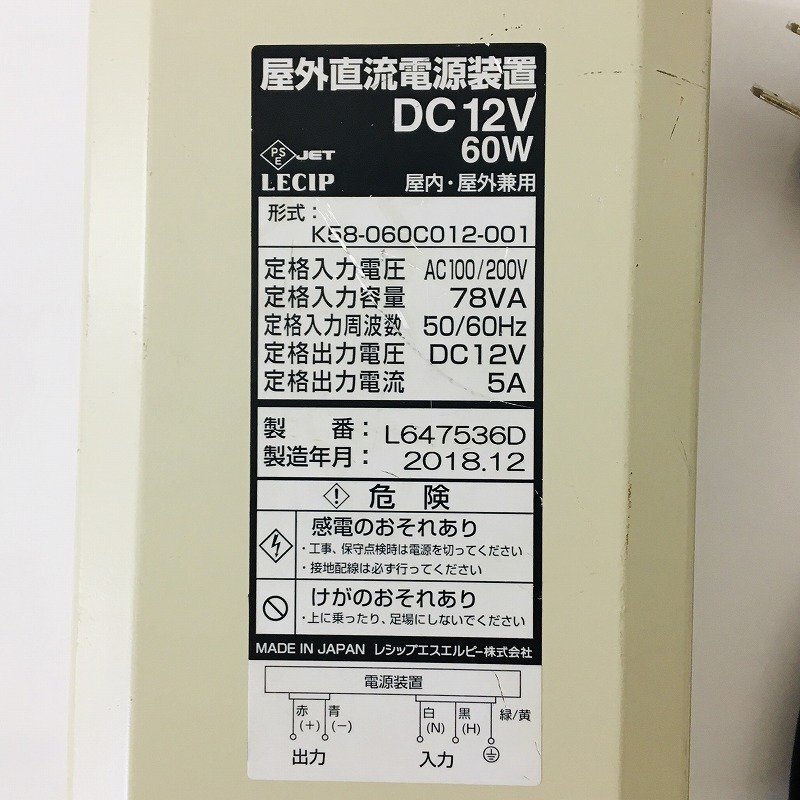 屋外直流電源装置
DC12V
60W
PSE JET
LECIP 屋内・屋外兼用
形式：
K58-060C012-001
定格入力電圧 AC100/200V
定格入力容量 78VA
定格入力周波数 50/60Hz
定格出力電圧 DC12V
定格出力電流 5A
製 番： L647536D
製造年月： 2018.12
危険
感電のおそれあり
・工事、保守点検時は電源を切ってください
・接地配線は必ず行ってください
けがのおそれあり
・上に乗ったり、足場にしないでください
MADE IN JAPAN レシップエスエルピー株式会社
電源装置
赤 青 白 黒 緑/黄
(+) (−) (N) (H)
出力 入力